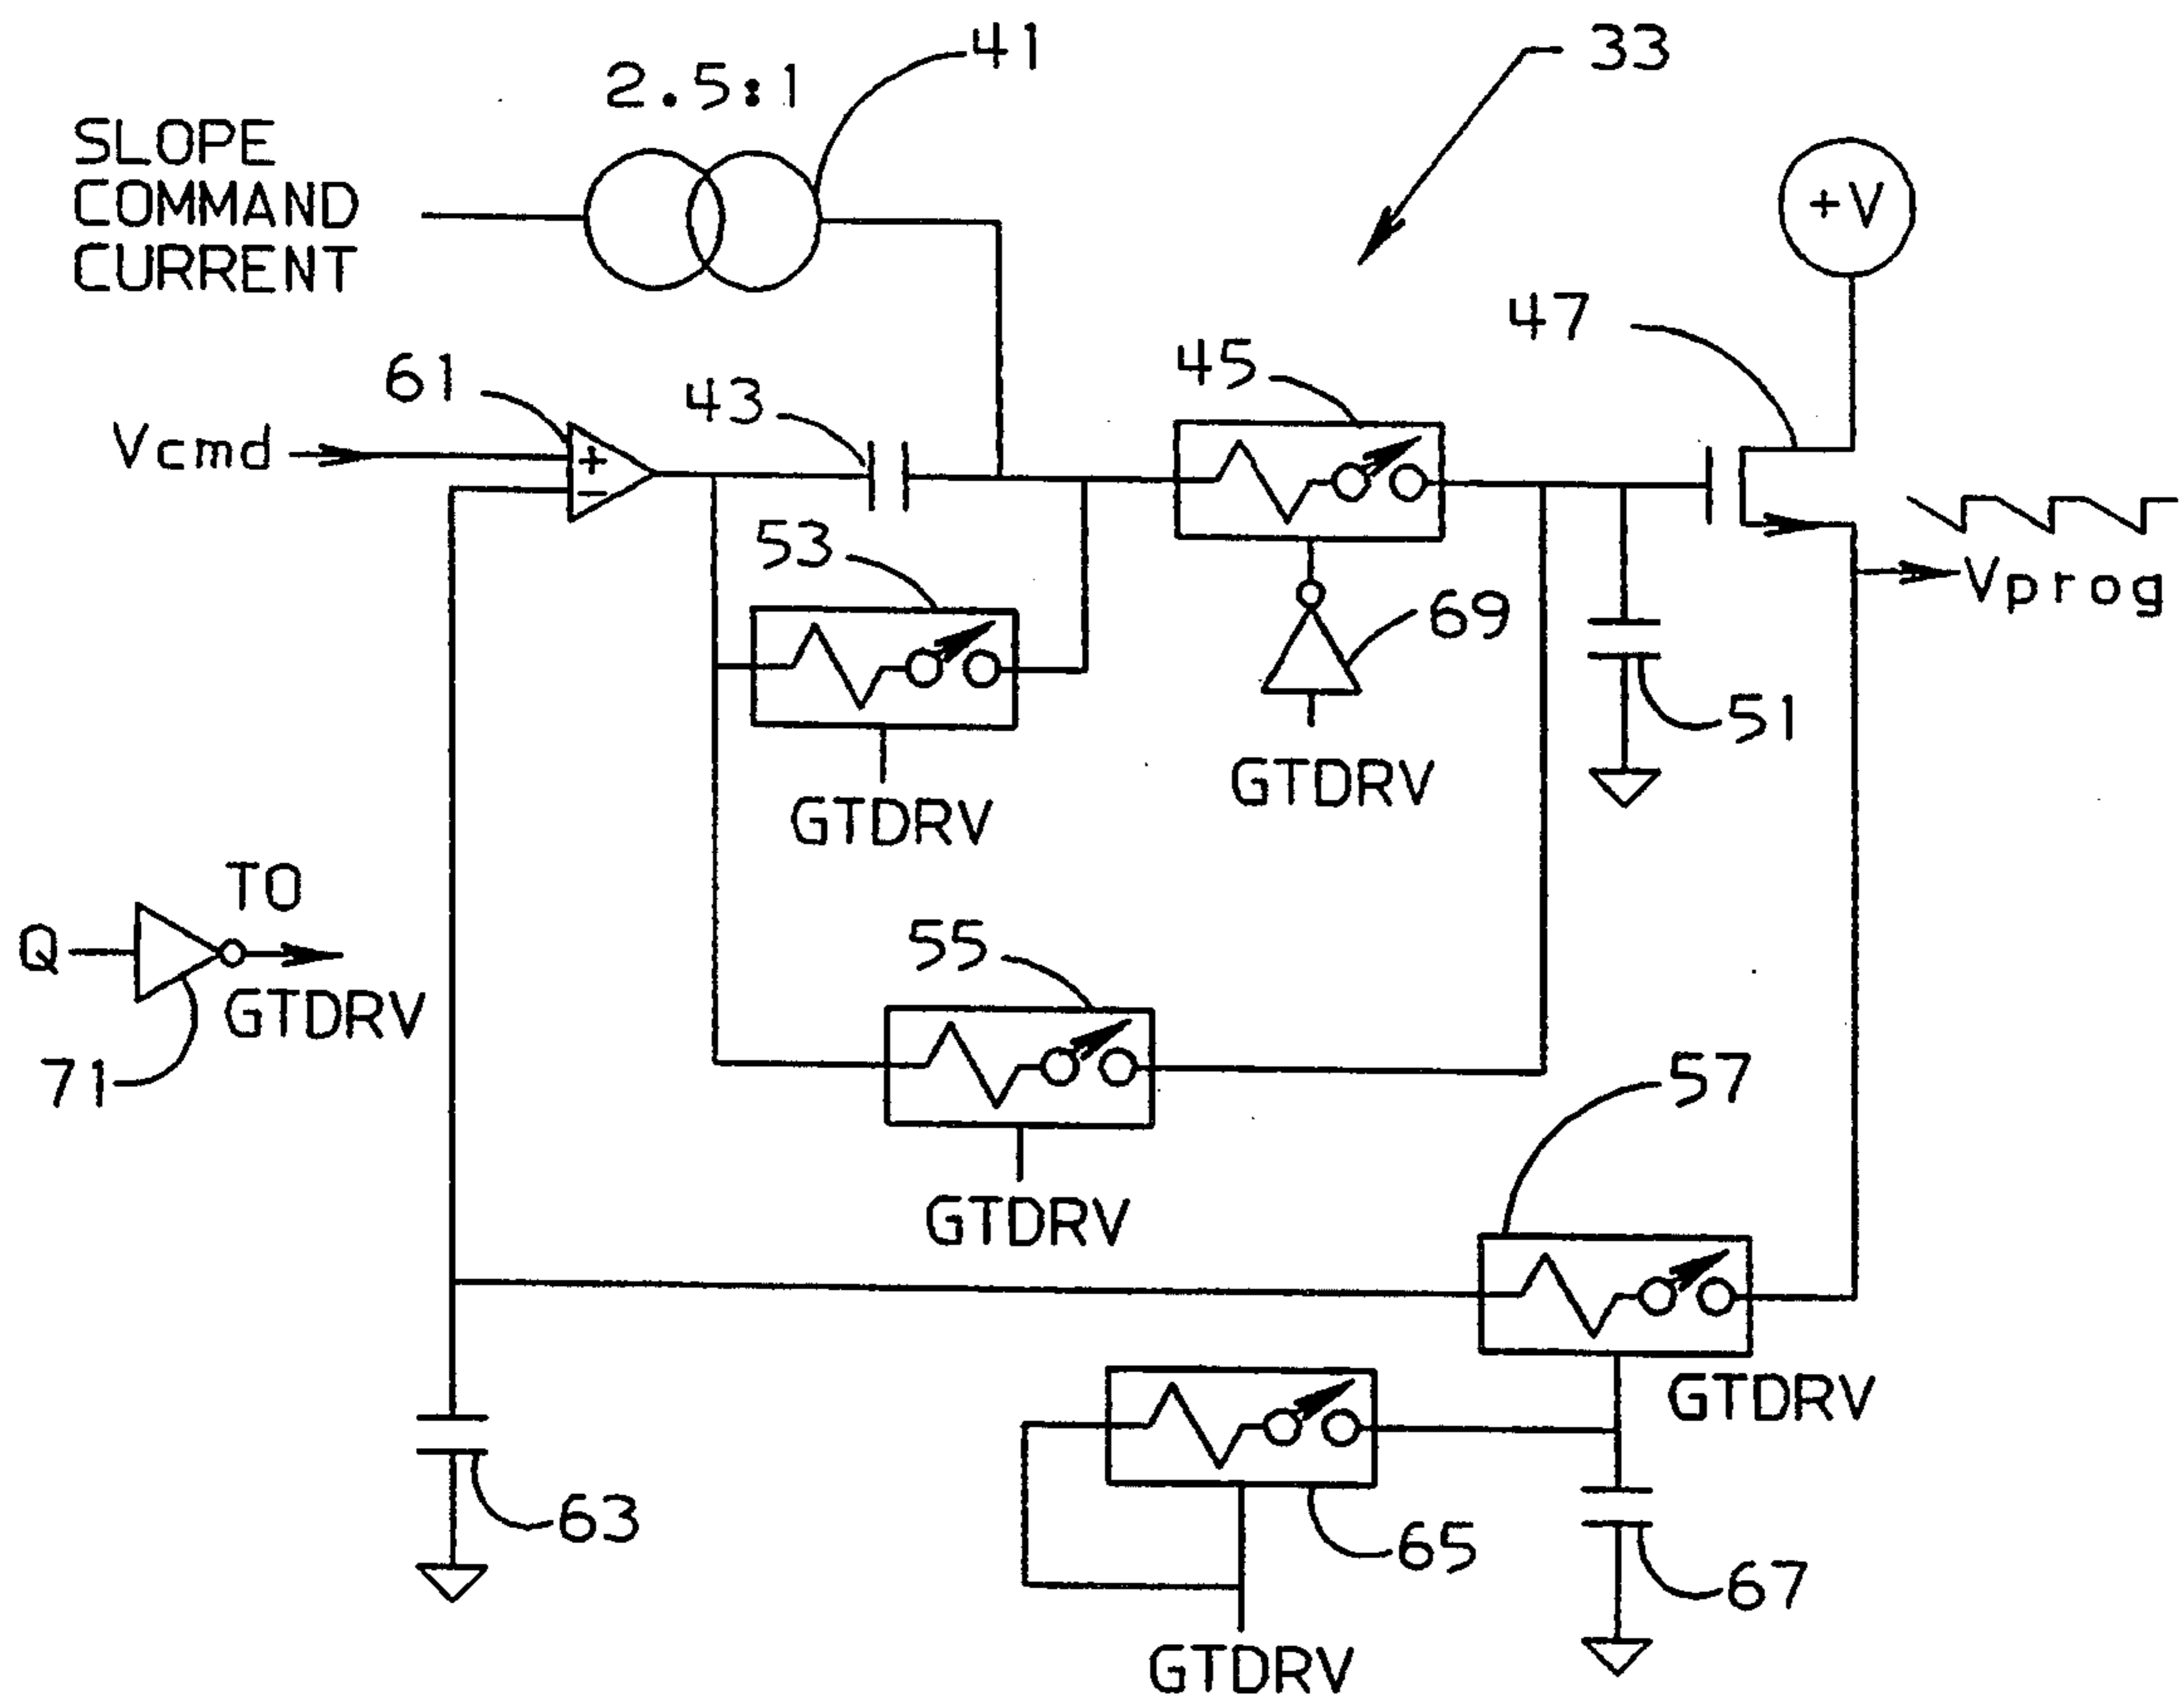 41
33
2.5:1
SLOPE
COMMAND
CURRENT
+V
47
61
43
45
Vcmd
+
−
53
69
Vprog
51
GTDRV
GTDRV
TO
Q
GTDRV
71
55
57
GTDRV
GTDRV
63
65
67
GTDRV